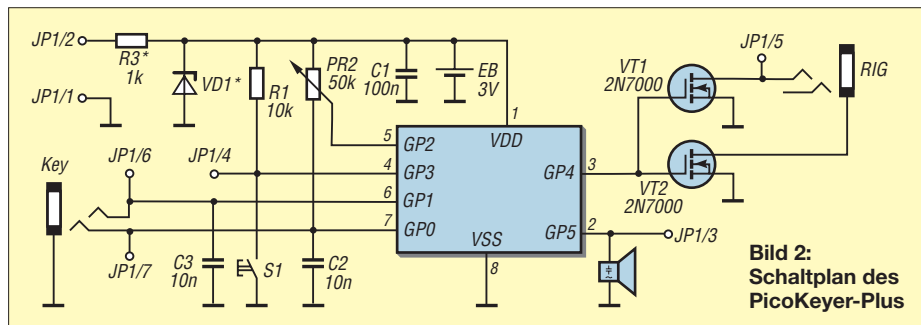 JP1/2
R3*
1k
VD1*
R1
10k
PR2
50k
C1
100n
EB
3V
JP1/1
JP1/5
VT1
2N7000
RIG
1
VDD
5
GP2
JP1/6
JP1/4
4
GP3
GP4
3
Key
6
GP1
VT2
2N7000
7
GP0
GP5
2
JP1/3
VSS
JP1/7
C3
10n
S1
C2
10n
8
Bild 2:
Schaltplan des
PicoKeyer-Plus